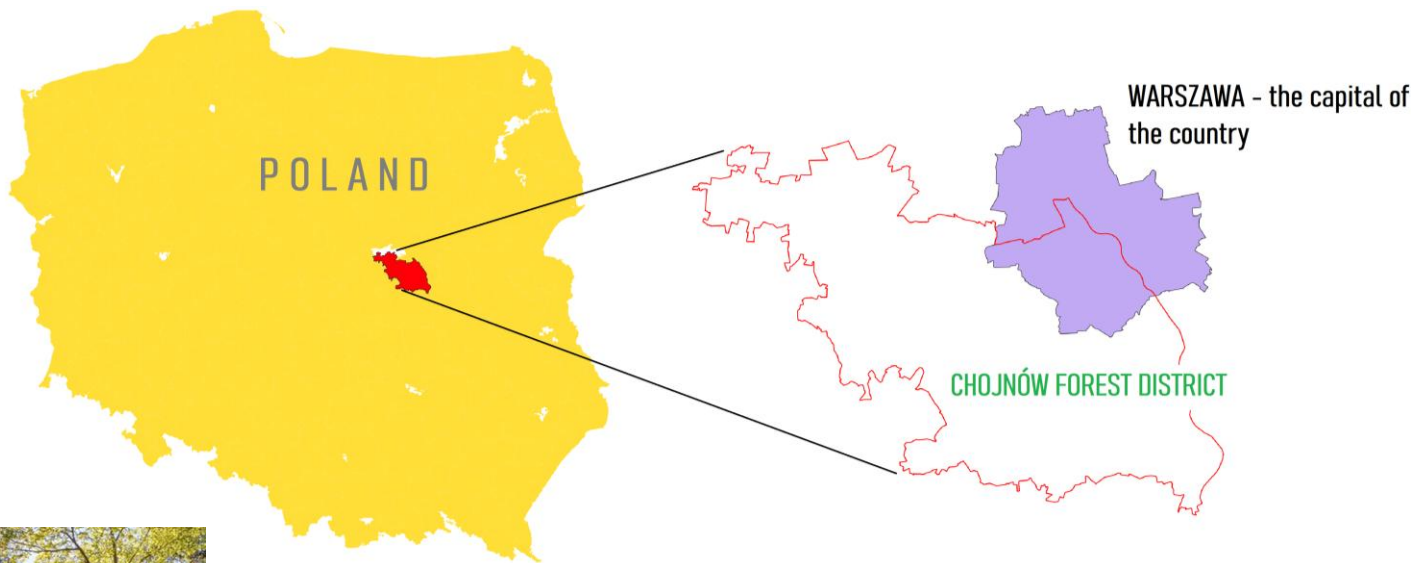 POLAND
WARSZAWA - the capital of
the country
CHOJNÓW FOREST DISTRICT